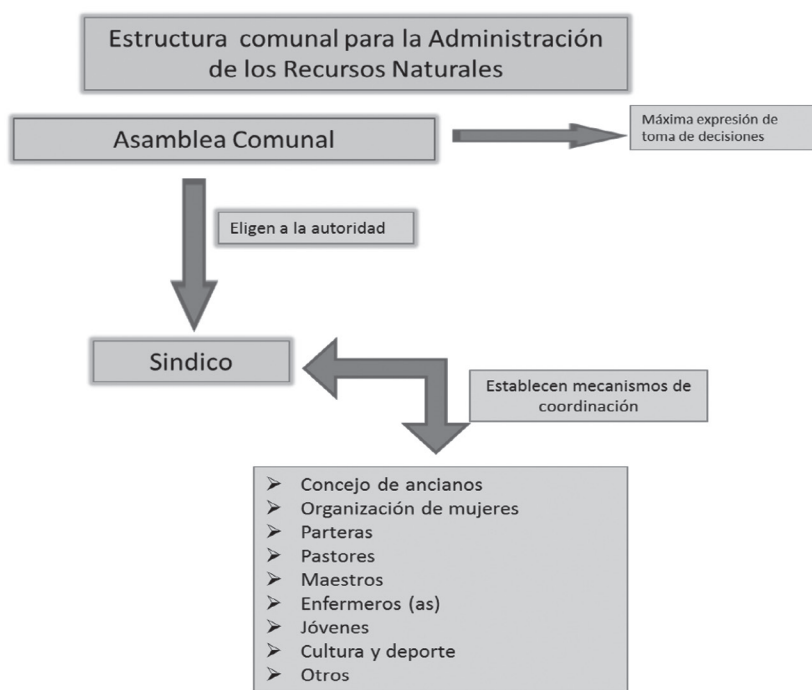 Estructura comunal para la Administración
de los Recursos Naturales
Asamblea Comunal
Máxima expresión de
toma de decisiones
Eligen a la autoridad
Sindico
Establecen mecanismos de
coordinación
Concejo de ancianos
Organización de mujeres
Parteras
Pastores
Maestros
Enfermeros (as)
Jóvenes
Cultura y deporte
Otros